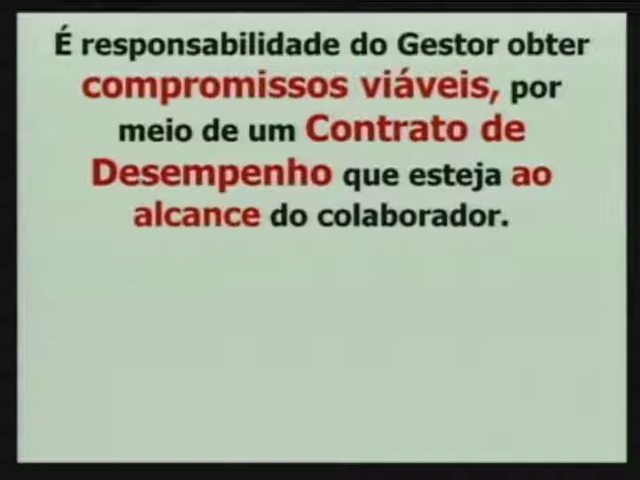 É responsabilidade do Gestor obter
compromissos viáveis, por
meio de um Contrato de
Desempenho que esteja ao
alcance do colaborador.